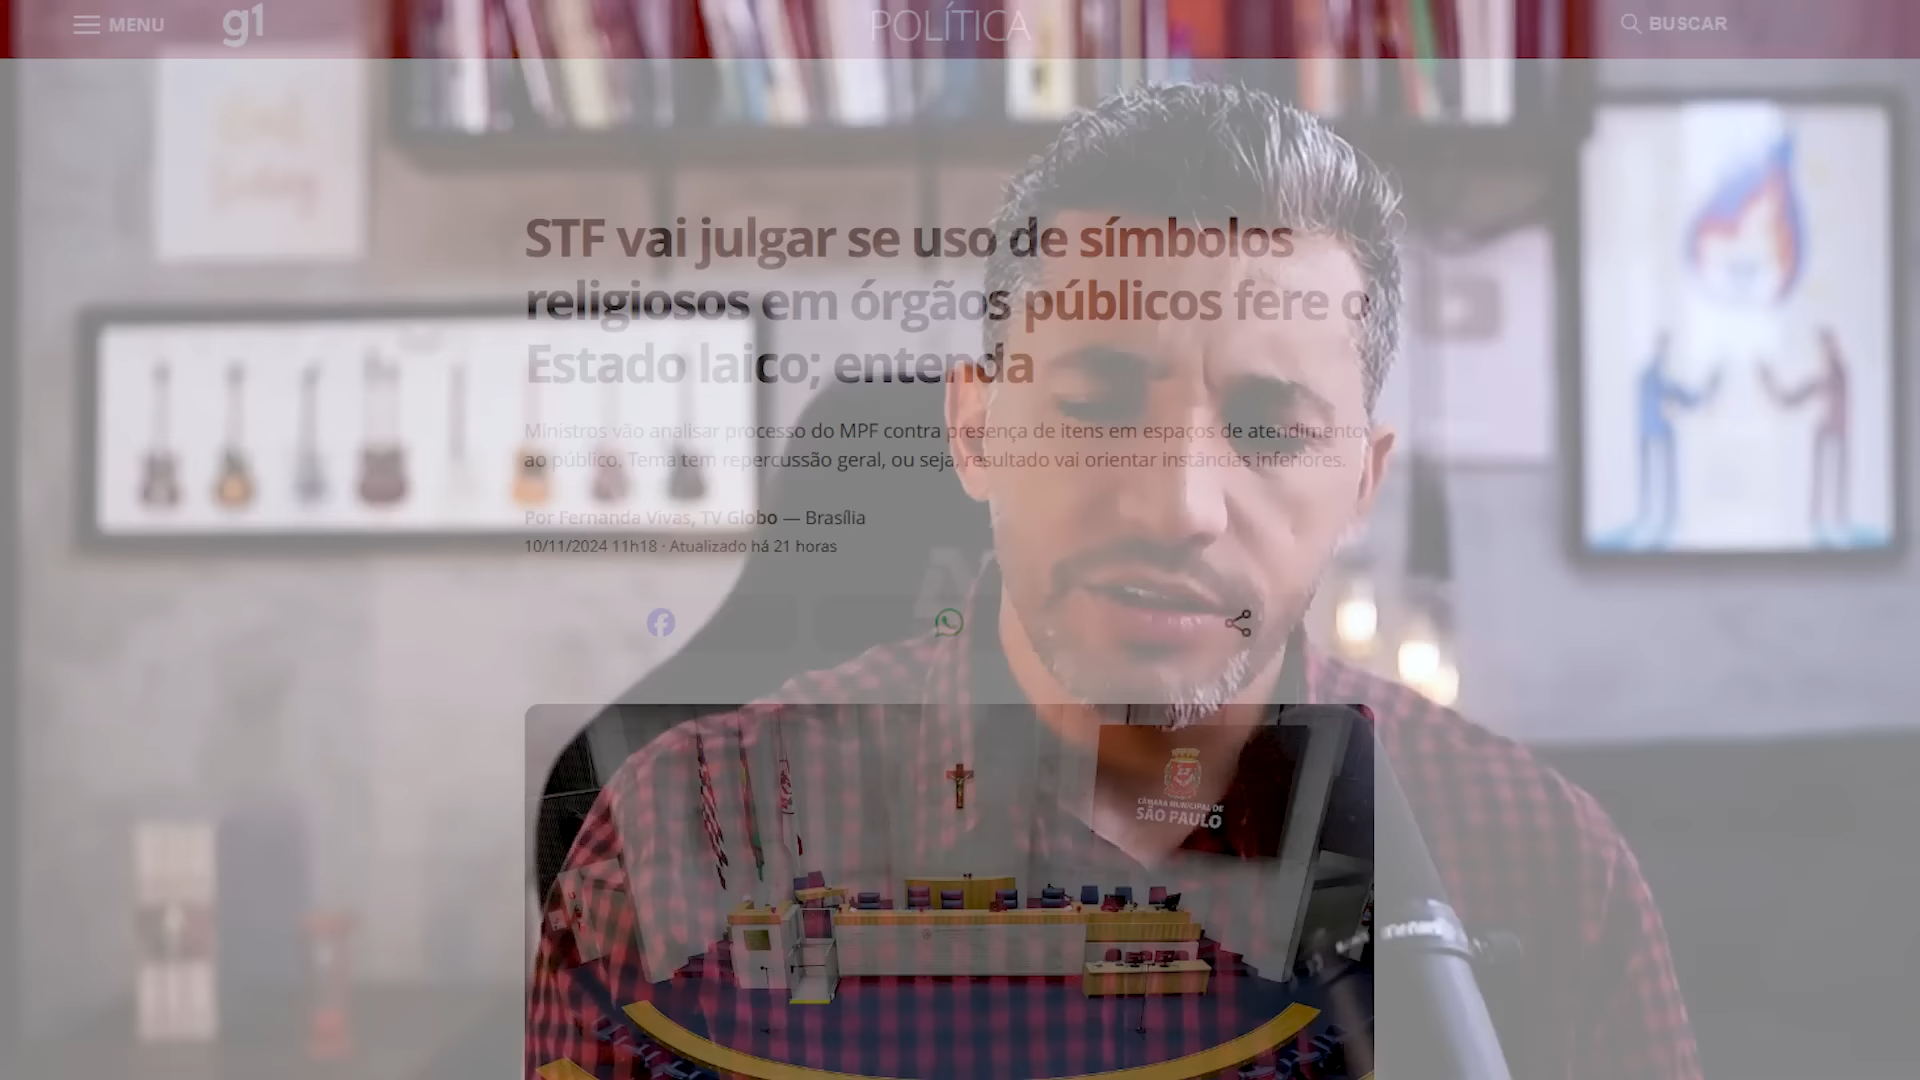 MENU
g1
POLÍTICA
BUSCAR
STF vai julgar se uso de símbolos
religiosos em órgãos públicos fere o
Estado laico; entenda
Ministros vão analisar processo do MPF contra presença de itens em espaços de atendimento
ao público. Tema tem repercussão geral, ou seja, resultado vai orientar instâncias inferiores.
Por Fernanda Vivas, TV Globo — Brasília
10/11/2024 11h18 · Atualizado há 21 horas
CÂMARA MUNICIPAL DE
SÃO PAULO